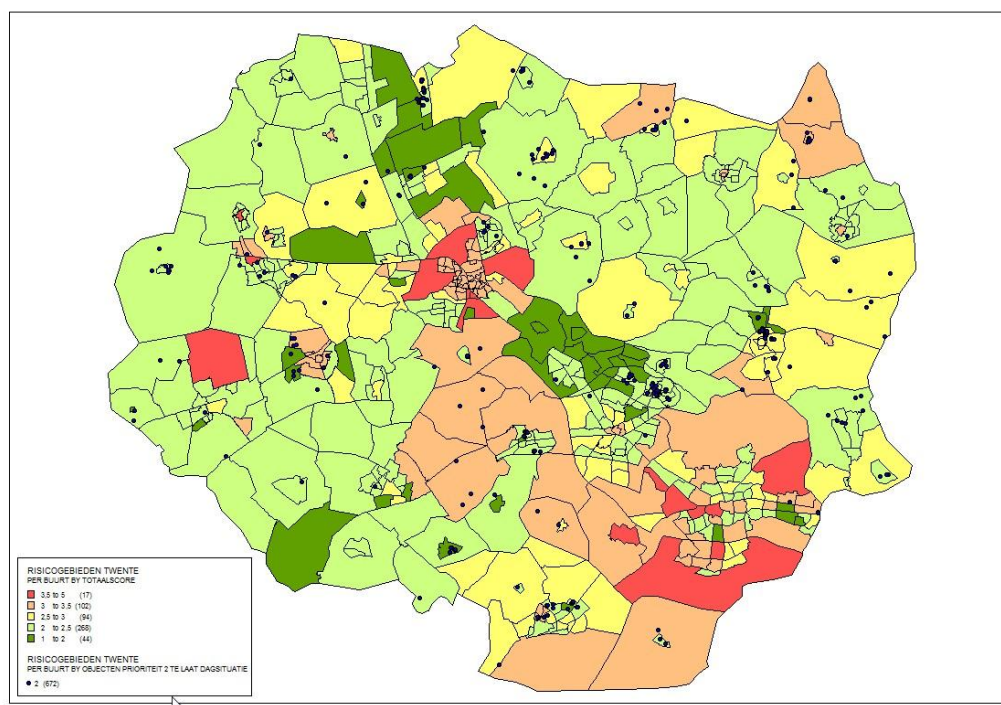 RISICOGEBIEDEN TWENTE
PER BUURT BY TOTAALSCORE
3,5 to 5 (17)
3 to 3,5 (102)
2,5 to 3 (94)
2 to 2,5 (268)
1 to 2 (44)
RISICOGEBIEDEN TWENTE
PER BUURT BY OBJECTEN PRIORITEIT 2 TE LAAT DAGSITUATIE
2 (672)